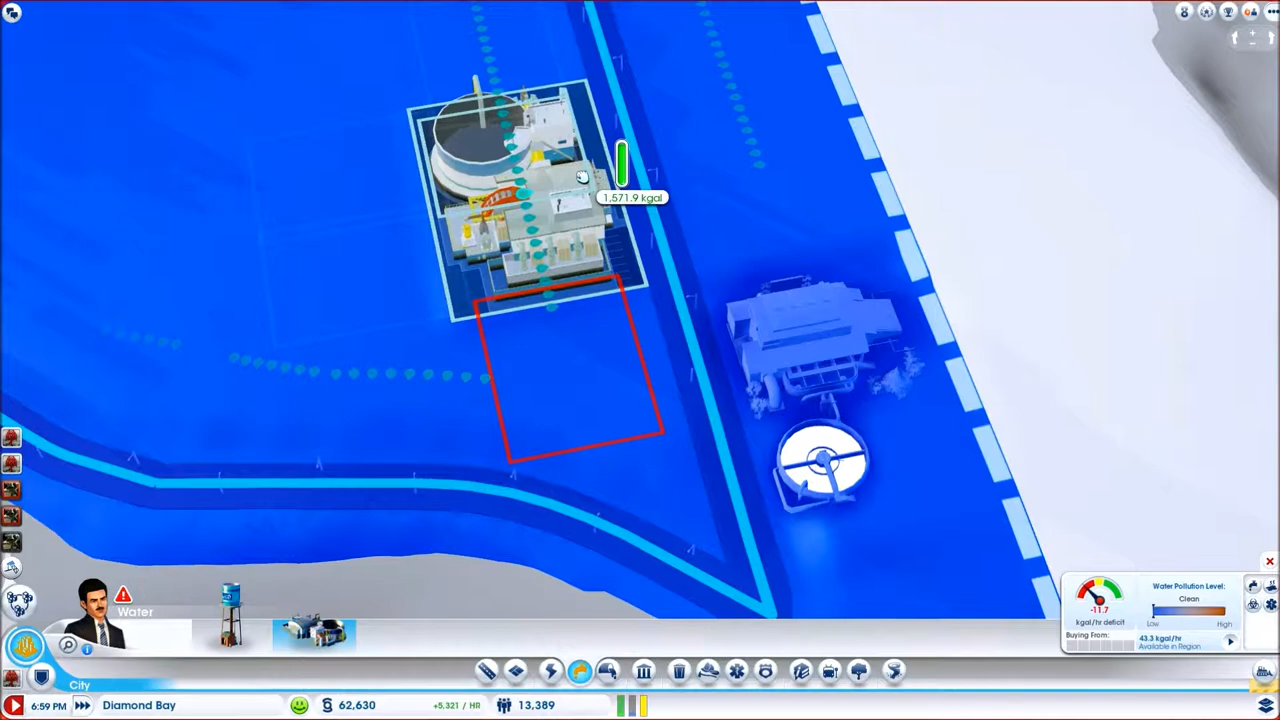 1,571.9 kgal
Water
-11.7
kgal/hr deficit
Water Pollution Level:
Clean
Low
High
Buying From:
43.3 kgal/hr
Available in Region
City
6:59 PM
Diamond Bay
62,630
+5,321 / HR
13,389